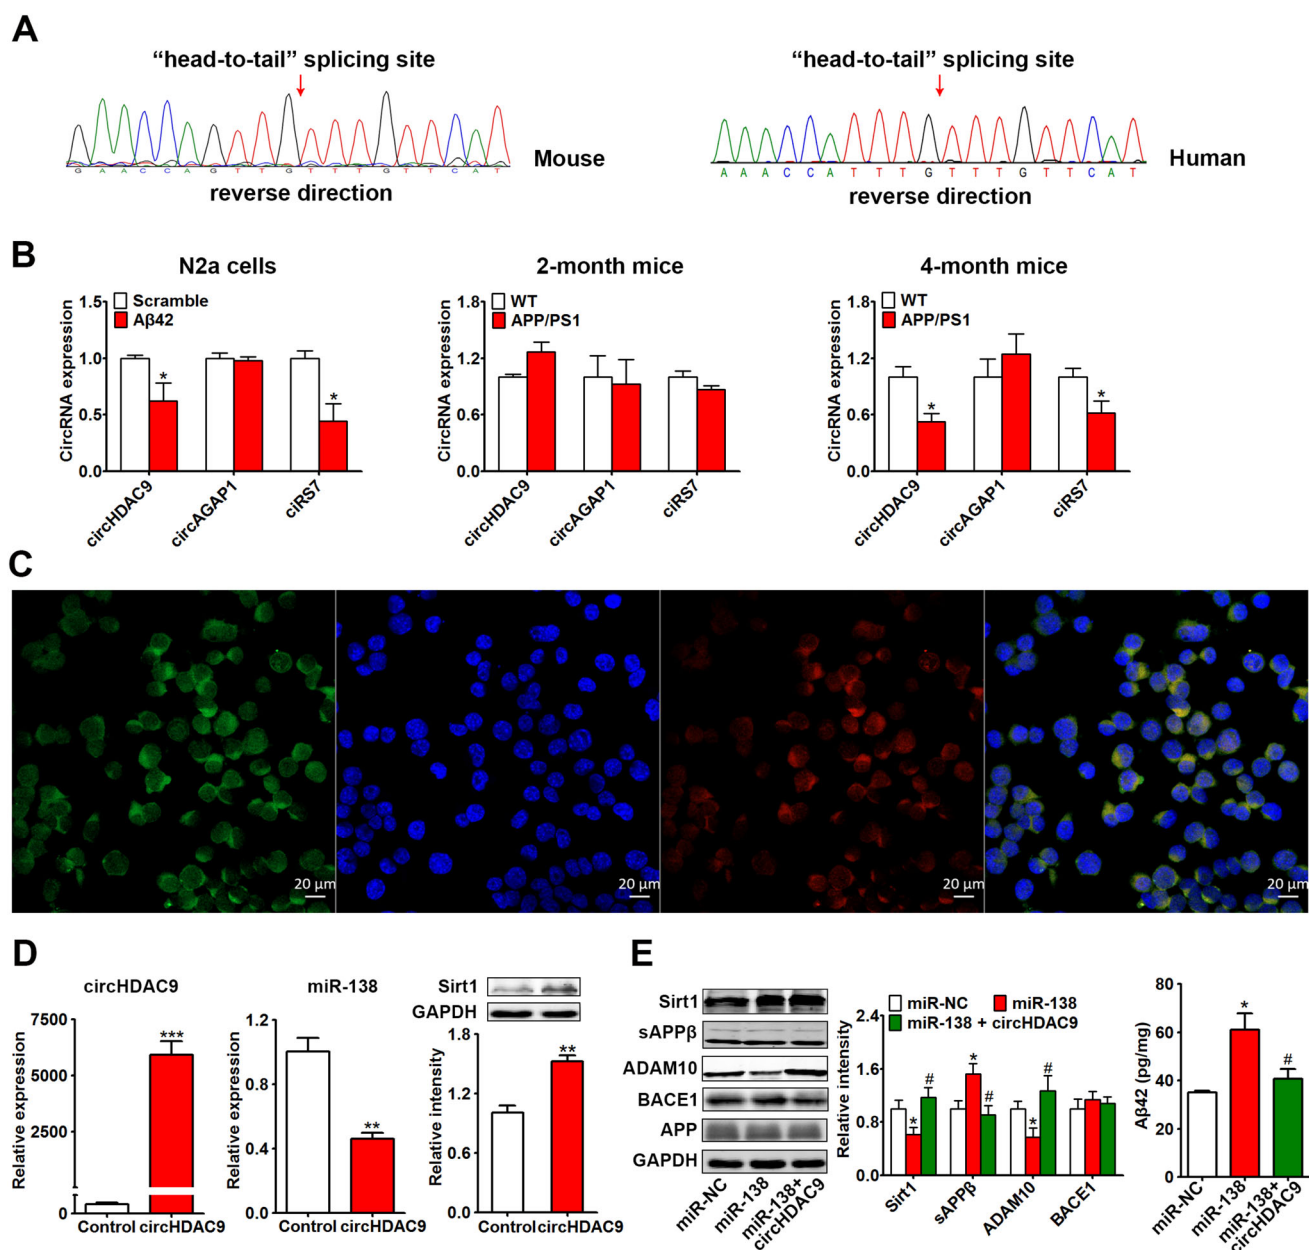 A
“head-to-tail” splicing site
G A A C C A G T T G T T T G T T C A T
Mouse
reverse direction
“head-to-tail” splicing site
A A A C C A T T T G T T T G T T C A T
Human
reverse direction
B
N2a cells
CircRNA expression
1.5
1.0
0.5
0.0
Scramble
Aβ42
*
*
circHDAC9
circAGAP1
ciRS7
2-month mice
CircRNA expression
1.8
1.2
0.6
0.0
WT
APP/PS1
circHDAC9
circAGAP1
ciRS7
4-month mice
CircRNA expression
1.8
1.2
0.6
0.0
WT
APP/PS1
*
*
circHDAC9
circAGAP1
ciRS7
C
20 μm
20 μm
20 μm
20 μm
D
circHDAC9
Relative expression
7500
5000
2500
0
***
Control circHDAC9
miR-138
Relative expression
1.2
0.8
0.4
0.0
**
Control circHDAC9
Sirt1
GAPDH
Relative intensity
1.8
1.2
0.6
0.0
**
Control circHDAC9
E
Sirt1
sAPPβ
ADAM10
BACE1
APP
GAPDH
miR-NC
miR-138
miR-138+
circHDAC9
miR-NC
miR-138
miR-138 + circHDAC9
Relative intensity
2.4
1.6
0.8
0.0
*
#
*
#
*
#
Sirt1
sAPPβ
ADAM10
BACE1
Aβ42 (pg/mg)
80
60
40
20
0
*
#
miR-NC
miR-138
miR-138+
circHDAC9